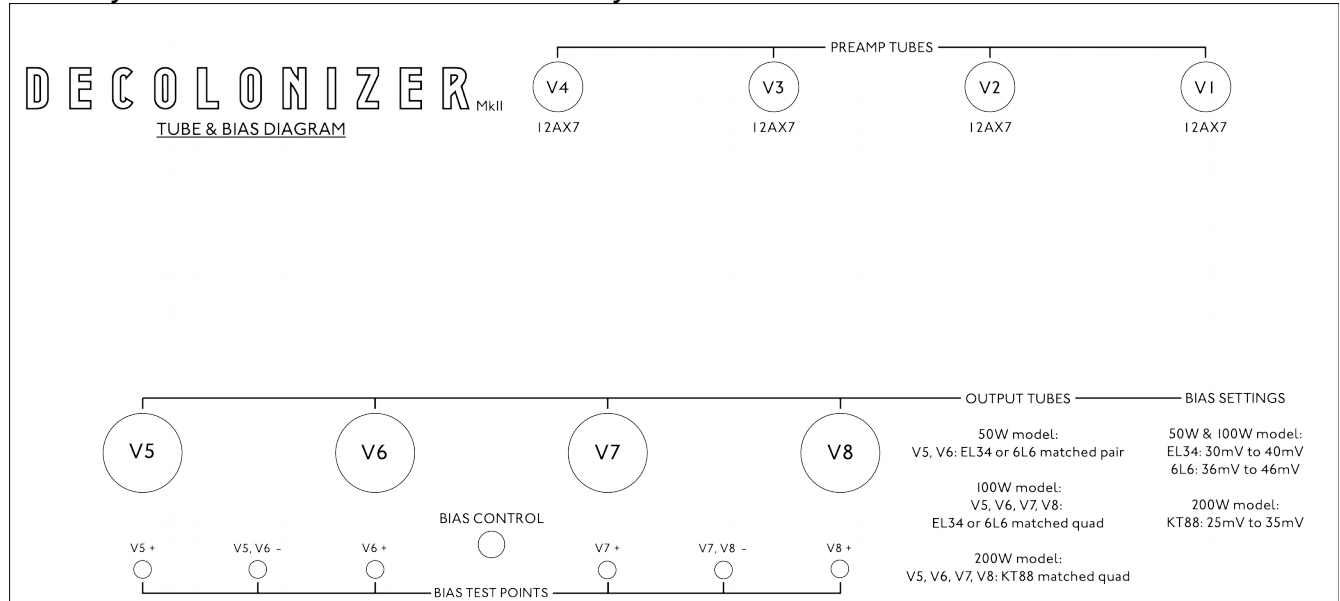 PREAMP TUBES
DECOLONIZER MkII
TUBE & BIAS DIAGRAM
V4 V3 V2 V1
12AX7 12AX7 12AX7 12AX7
OUTPUT TUBES
BIAS SETTINGS
V5 V6 V7 V8
50W model:
V5, V6: EL34 or 6L6 matched pair
100W model:
V5, V6, V7, V8:
EL34 or 6L6 matched quad
200W model:
V5, V6, V7, V8: KT88 matched quad
50W & 100W model:
EL34: 30mV to 40mV
6L6: 36mV to 46mV
200W model:
KT88: 25mV to 35mV
BIAS CONTROL
V5 + V5, V6 - V6 + V7 + V7, V8 - V8 +
BIAS TEST POINTS